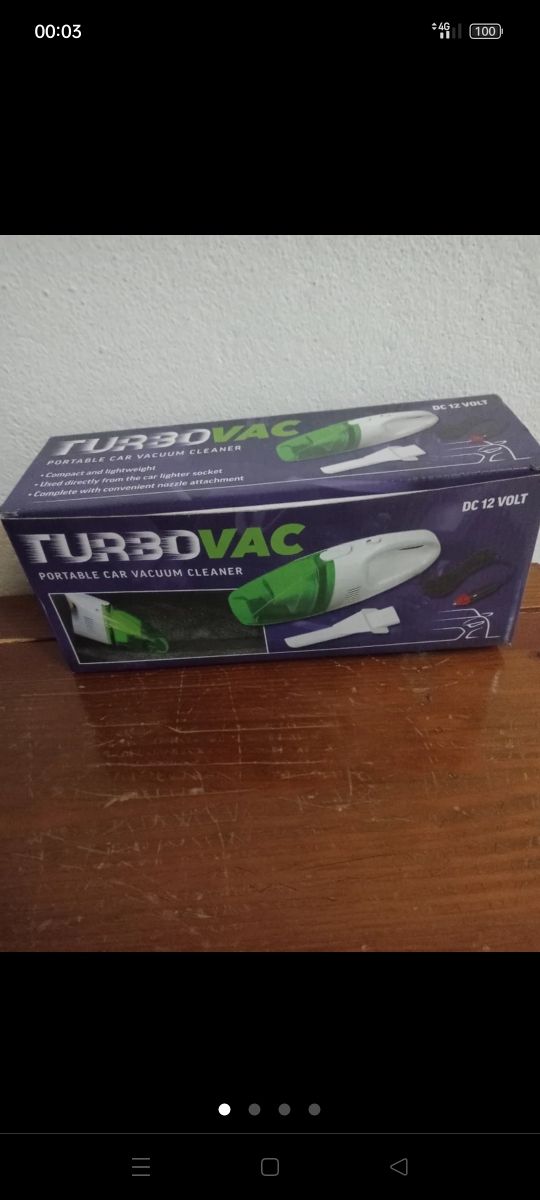 00:03
4G
100
TURBOVAC
DC 12 VOLT
PORTABLE CAR VACUUM CLEANER
• Compact and lightweight
• Used directly from the car lighter socket
• Complete with convenient nozzle attachment
TURBOVAC
DC 12 VOLT
PORTABLE CAR VACUUM CLEANER